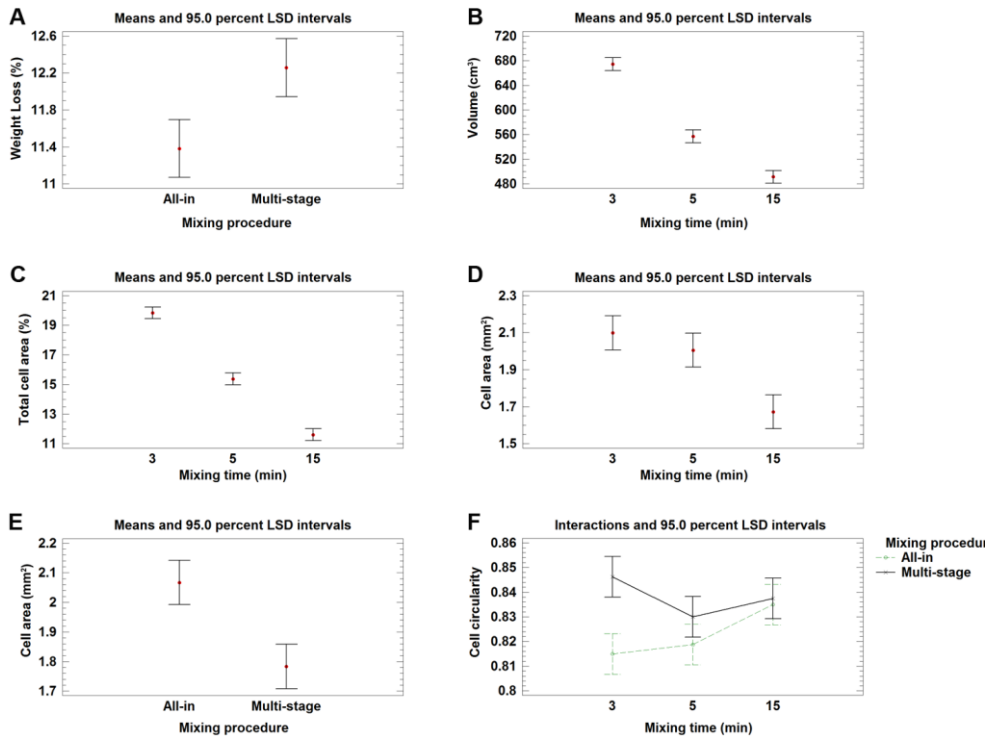 A
Means and 95.0 percent LSD intervals
Weight Loss (%)
12.6
12.2
11.8
11.4
11
All-in Multi-stage
Mixing procedure
B
Means and 95.0 percent LSD intervals
Volume (cm³)
720
680
640
600
560
520
480
3 5 15
Mixing time (min)
C
Means and 95.0 percent LSD intervals
Total cell area (%)
21
19
17
15
13
11
3 5 15
Mixing time (min)
D
Means and 95.0 percent LSD intervals
Cell area (mm²)
2.3
2.1
1.9
1.7
1.5
3 5 15
Mixing time (min)
E
Means and 95.0 percent LSD intervals
Cell area (mm²)
2.2
2.1
2
1.9
1.8
1.7
All-in Multi-stage
Mixing procedure
F
Interactions and 95.0 percent LSD intervals
Cell circularity
0.86
0.85
0.84
0.83
0.82
0.81
0.8
3 5 15
Mixing time (min)
Mixing procedur
All-in
Multi-stage